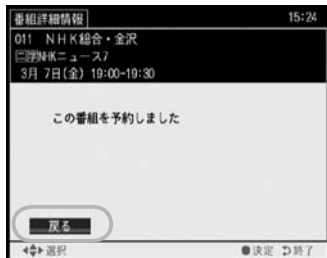 番組詳細情報 15:24
011 NHK総合・金沢
NHKニュース7
3月 7日(金) 19:00-19:30
この番組を予約しました
戻る
選択 ●決定 終了